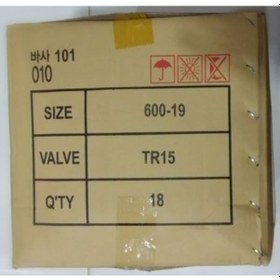 바사 101
010
SIZE 600-19
VALVE TR15
Q'TY 18